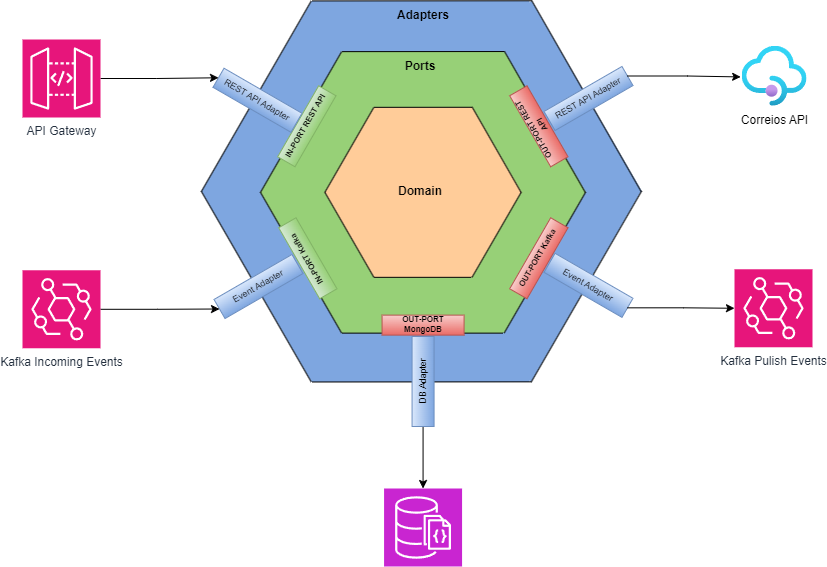 Adapters
Ports
Domain
API Gateway
REST API Adapter
IN-PORT REST API
OUT-PORT REST
API
REST API Adapter
Correios API
Kafka Incoming Events
Event Adapter
IN-PORT Kafka
OUT-PORT Kafka
Event Adapter
Kafka Pulish Events
OUT-PORT
MongoDB
DB Adapter